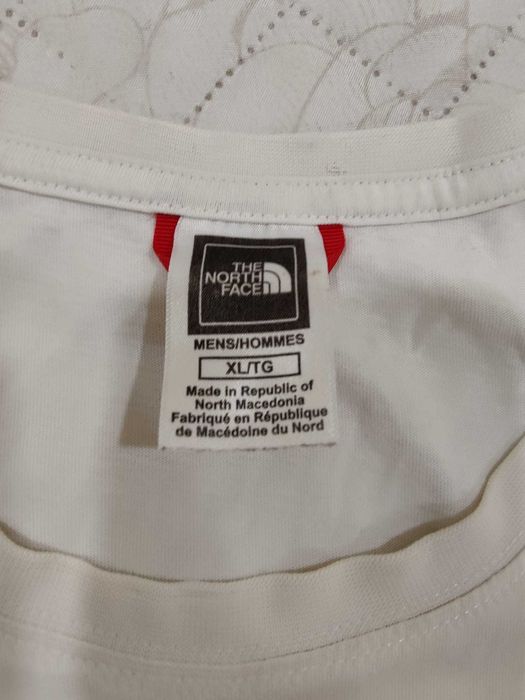 THE
NORTH
FACE
MENS/HOMMES
XL/TG
Made in Republic of
North Macedonia
Fabriqué en République
de Macédoine du Nord